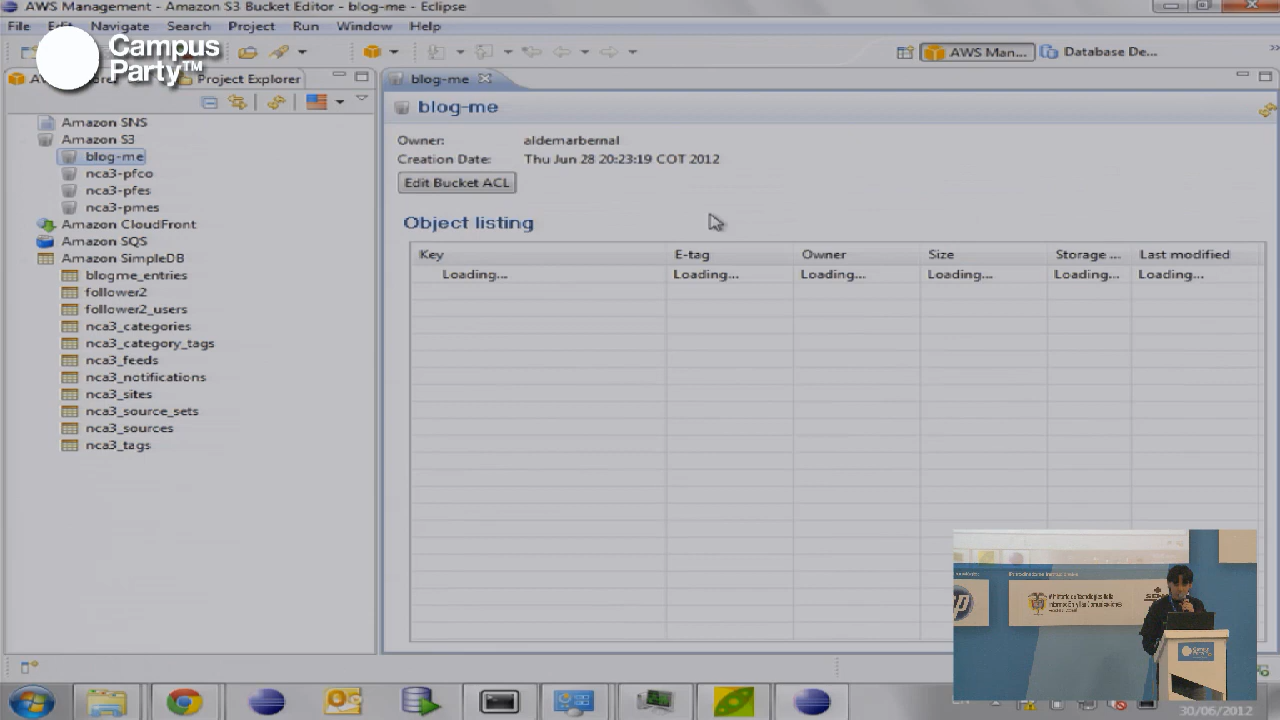 AWS Management - Amazon S3 Bucket Editor - blog-me - Eclipse
File Edit Navigate Search Project Run Window Help
Campus
Party™
AWS Man... Database De...
Project Explorer
blog-me
blog-me
Owner: aldemarbernal
Creation Date: Thu Jun 28 20:23:19 COT 2012
Edit Bucket ACL
Object listing
Key E-tag Owner Size Storage ... Last modified
Loading... Loading... Loading... Loading... Loading... Loading...
Amazon SNS
Amazon S3
blog-me
nca3-pfco
nca3-pfes
nca3-pmes
Amazon CloudFront
Amazon SQS
Amazon SimpleDB
blogme_entries
follower2
follower2_users
nca3_categories
nca3_category_tags
nca3_feeds
nca3_notifications
nca3_sites
nca3_source_sets
nca3_sources
nca3_tags
30/06/2012